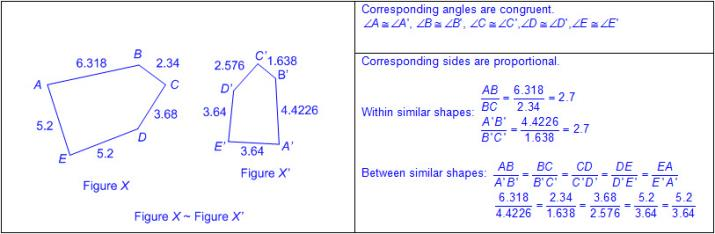 B
6.318
2.34
A
C
3.68
5.2
D
E
5.2
Figure X
C'
2.576
1.638
B'
D'
3.64
4.4226
E'
A'
3.64
Figure X'
Figure X ~ Figure X'
Corresponding angles are congruent.
∠A ≅ ∠A', ∠B ≅ ∠B', ∠C ≅ ∠C', ∠D ≅ ∠D', ∠E ≅ ∠E'
Corresponding sides are proportional.
Within similar shapes: AB/BC = 6.318/2.34 = 2.7
A'B'/B'C' = 4.4226/1.638 = 2.7
Between similar shapes: AB/A'B' = BC/B'C' = CD/C'D' = DE/D'E' = EA/E'A'
6.318/4.4226 = 2.34/1.638 = 3.68/2.576 = 5.2/3.64 = 5.2/3.64